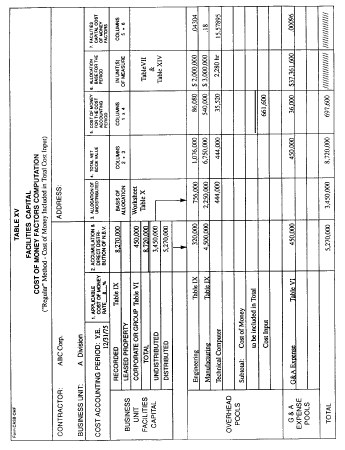 Form CASB-CMF
TABLE XV
FACILITIES CAPITAL
COST OF MONEY FACTORS COMPUTATION
("Regular" Method - Cost of Money Included in Total Cost Input)
CONTRACTOR: ABC Corp.
ADDRESS:
BUSINESS UNIT: A Division
COST ACCOUNTING PERIOD: Y.E. 12/31/75
1. APPLICABLE COST OF MONEY RATE %
2. ACCUMULATION & DIRECT DISTRIBUTION OF N.B.V.
3. ALLOCATION OF UNDISTRIBUTED
4. TOTAL NET BOOK VALUE
5. COST OF MONEY FOR THE COST ACCOUNTING PERIOD
6. ALLOCATION BASE FOR THE PERIOD
7. FACILITIES CAPITAL COST OF MONEY FACTORS
BUSINESS UNIT FACILITIES CAPITAL
RECORDED Table IX 8,270,000
LEASED PROPERTY
CORPORATE OR GROUP Table VI 450,000
TOTAL 8,720,000
UNDISTRIBUTED 3,450,000
DISTRIBUTED 5,270,000
BASIS OF ALLOCATION
Worksheet Table X
COLUMNS 2 + 3
COLUMNS 1 x 4
IN UNIT(S) OF MEASURE
Table VII & Table XIV
COLUMNS 5 ÷ 6
OVERHEAD POOLS
Engineering Table IX 320,000 756,000 1,076,000 86,080 $ 2,000,000 .04304
Manufacturing Table IX 4,500,000 2,250,000 6,750,000 540,000 $ 3,000,000 .18
Technical Computer 444,000 444,000 35,520 2,280 hr 15.57895
Subtotal: Cost of Money to be included in Total Cost Input 661,600
G & A EXPENSE POOLS
G&A Expense Table VI 450,000 450,000 36,000 $37,361,600 .00096
TOTAL 5,270,000 3,450,000 8,720,000 697,600 //////////////// ////////////////